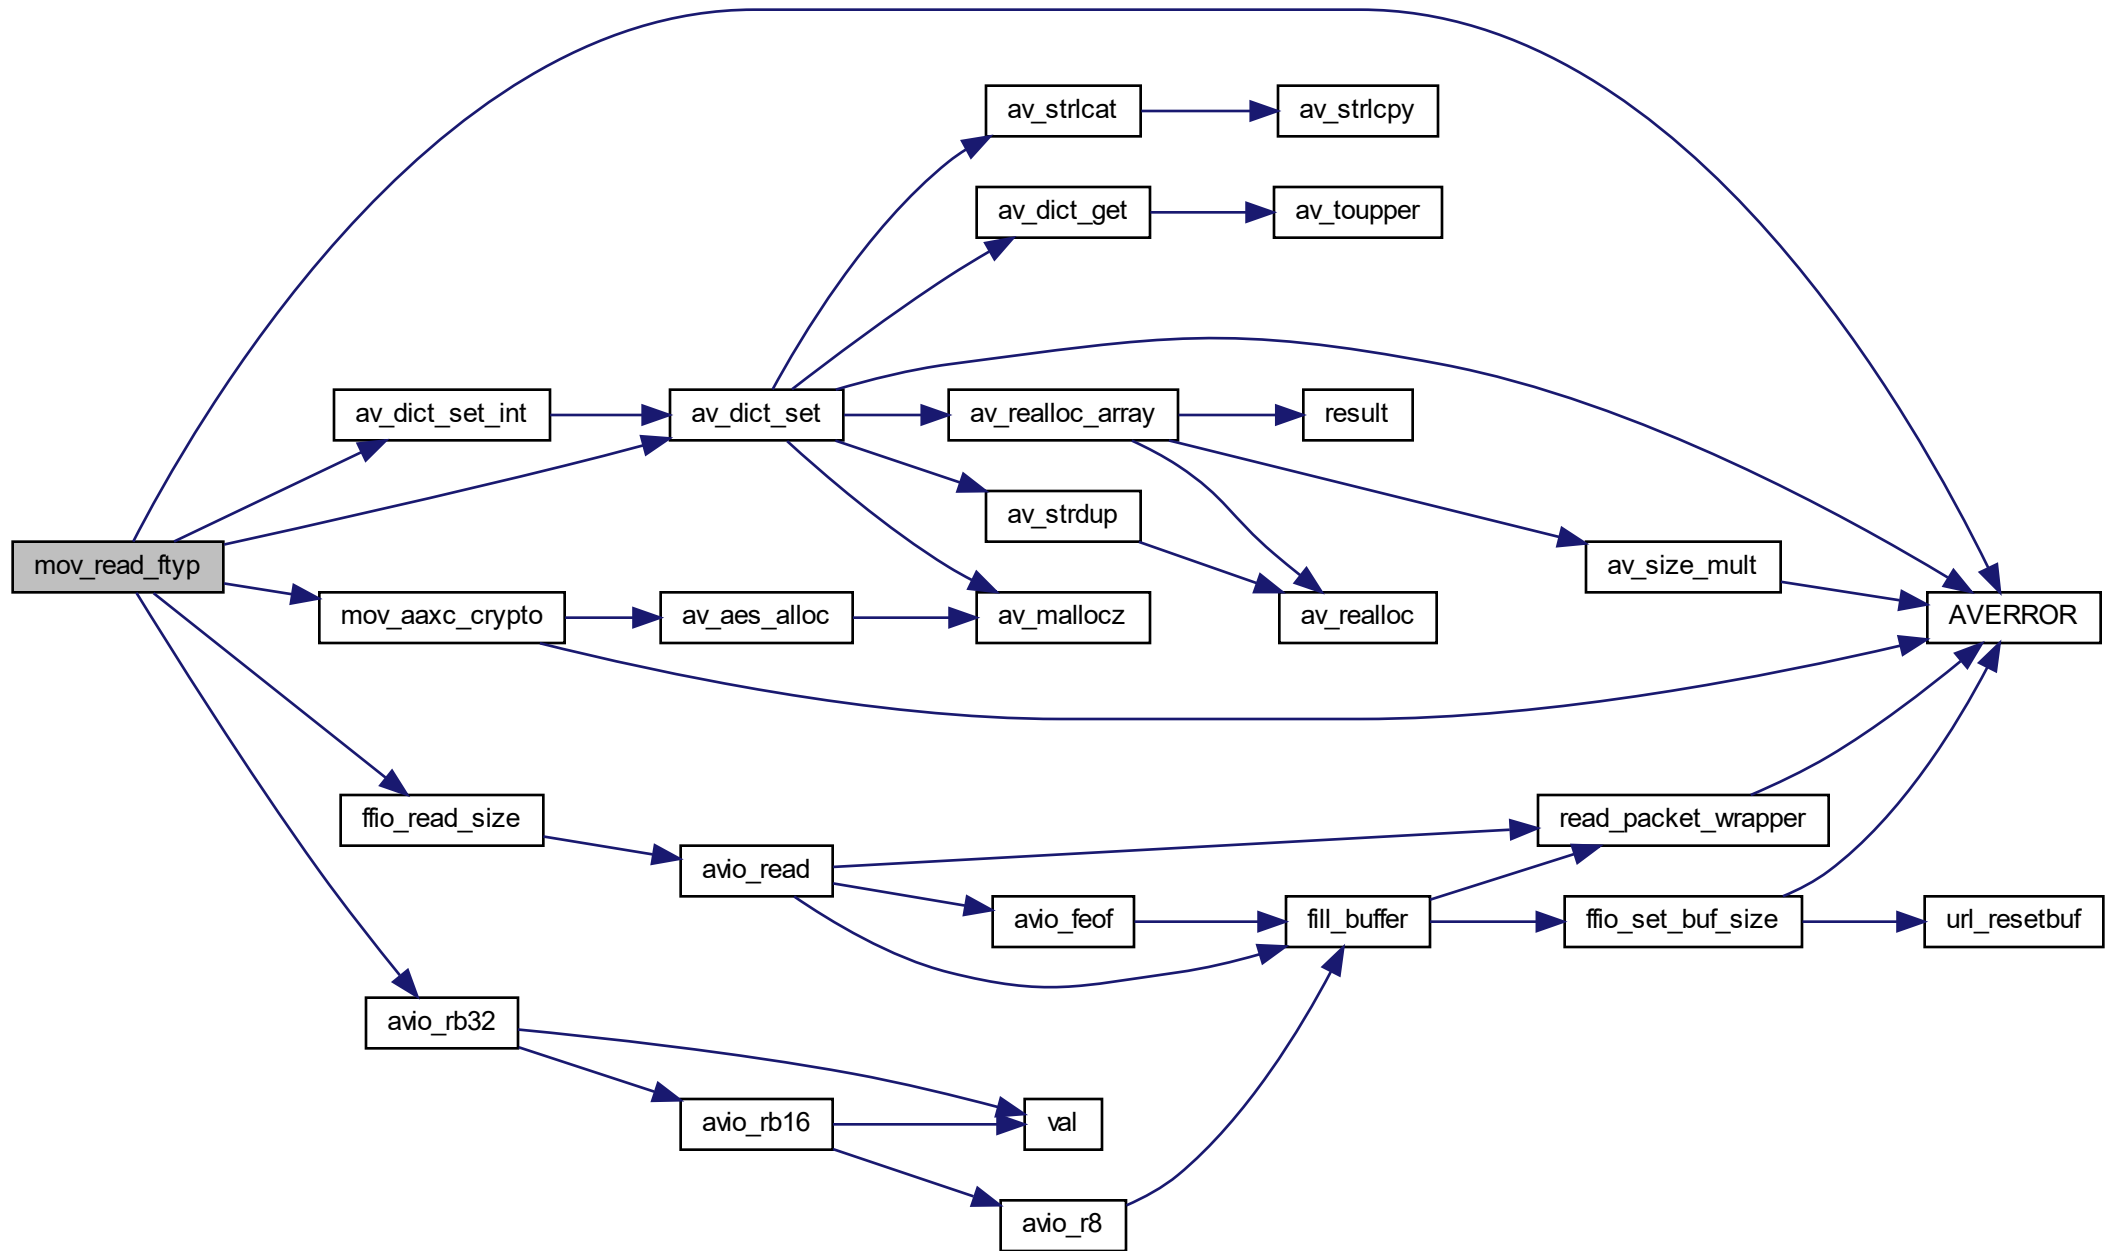 av_strlcat
av_strlcpy
av_dict_get
av_toupper
av_dict_set_int
av_dict_set
av_realloc_array
result
av_strdup
mov_read_ftyp
av_size_mult
mov_aaxc_crypto
av_aes_alloc
av_mallocz
av_realloc
AVERROR
ffio_read_size
read_packet_wrapper
avio_read
avio_feof
fill_buffer
ffio_set_buf_size
url_resetbuf
avio_rb32
avio_rb16
val
avio_r8